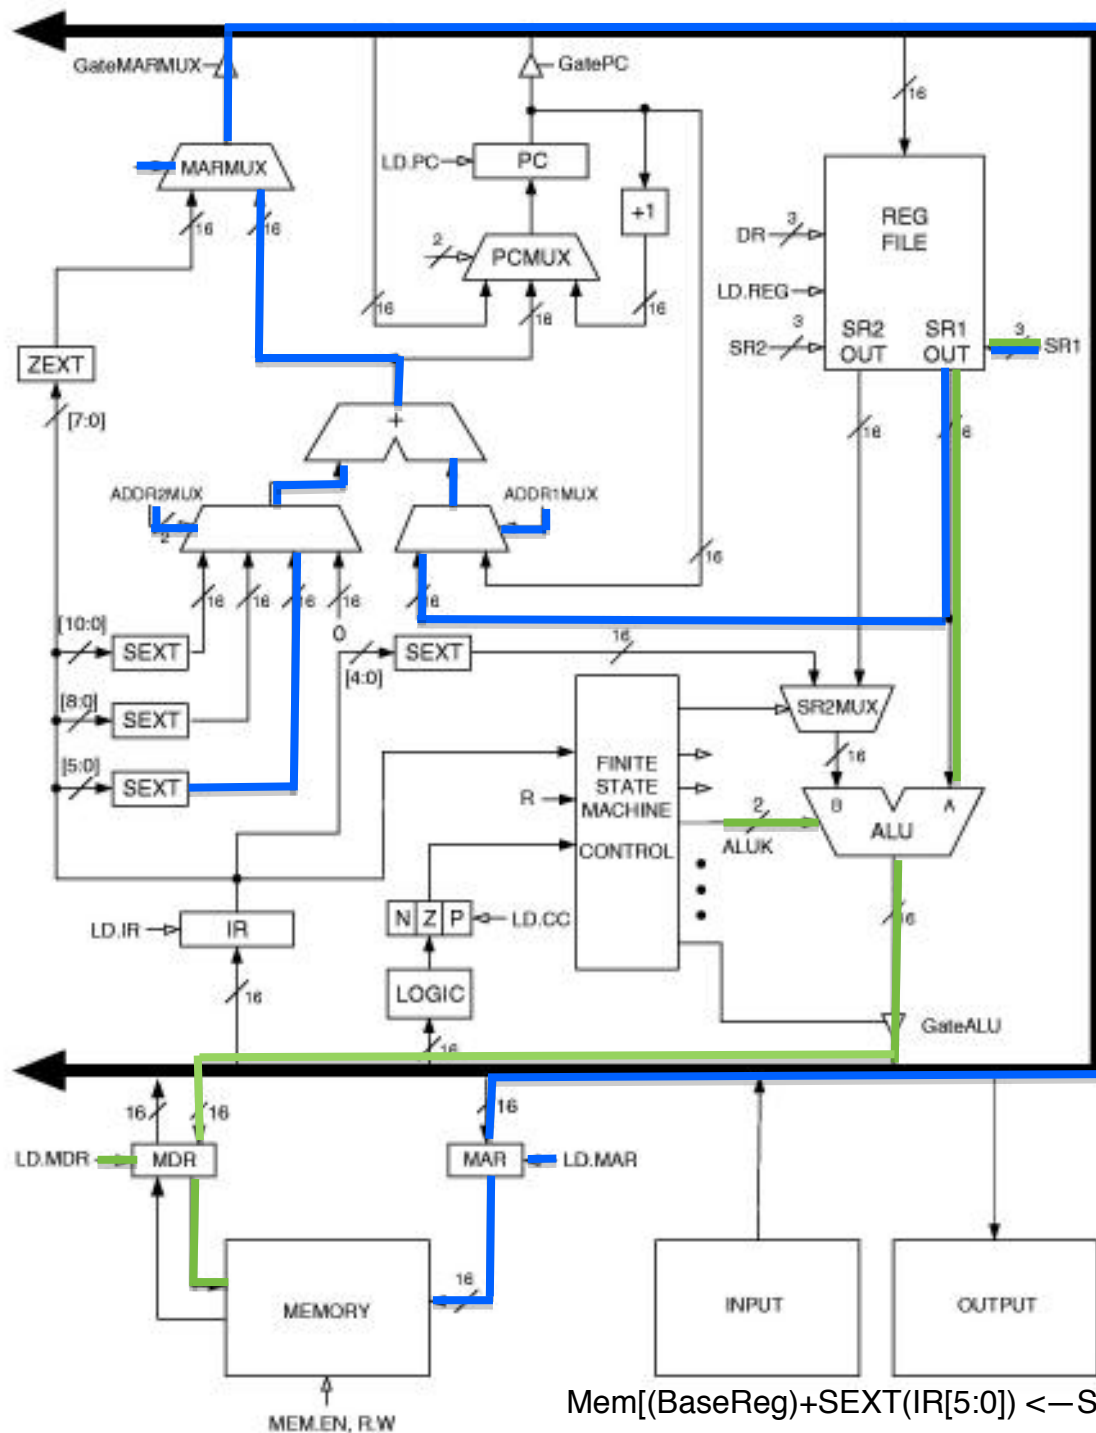 GateMARMUX
GatePC
16
MARMUX
LD.PC
PC
16
16
+1
REG
FILE
DR
3
2
PCMUX
LD.REG
16
16
16
SR2
3
SR2
OUT
SR1
OUT
3
SR1
ZEXT
[7:0]
+
16
16
ADDR2MUX
ADDR1MUX
2
16
16
16
16
16
16
[10:0]
SEXT
0
[4:0]
SEXT
16
[8:0]
SEXT
SR2MUX
16
[5:0]
SEXT
FINITE
STATE
MACHINE
CONTROL
R
B
A
ALU
2
ALUK
LD.IR
IR
N Z P
LD.CC
16
LOGIC
16
16
GateALU
16
16
16
LD.MDR
MDR
MAR
LD.MAR
16
MEMORY
INPUT
OUTPUT
MEM.EN, R.W
Mem[(BaseReg)+SEXT(IR[5:0]) <—S